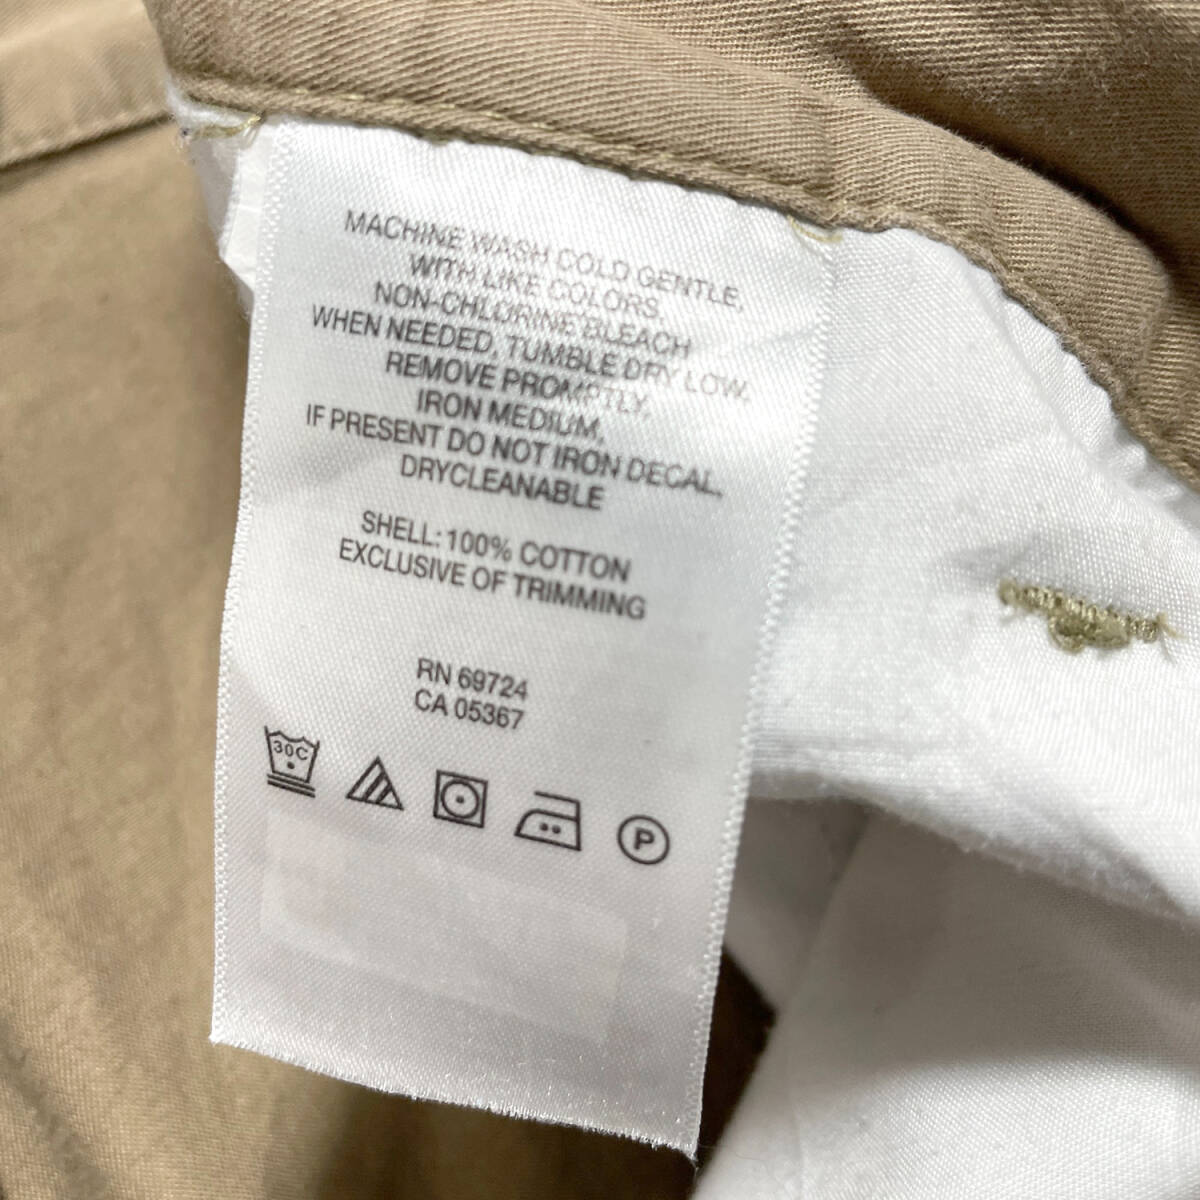 MACHINE WASH COLD GENTLE,
WITH LIKE COLORS,
NON-CHLORINE BLEACH
WHEN NEEDED, TUMBLE DRY LOW,
REMOVE PROMPTLY,
IRON MEDIUM,
IF PRESENT DO NOT IRON DECAL,
DRYCLEANABLE
SHELL: 100% COTTON
EXCLUSIVE OF TRIMMING
RN 69724
CA 05367
30C
P